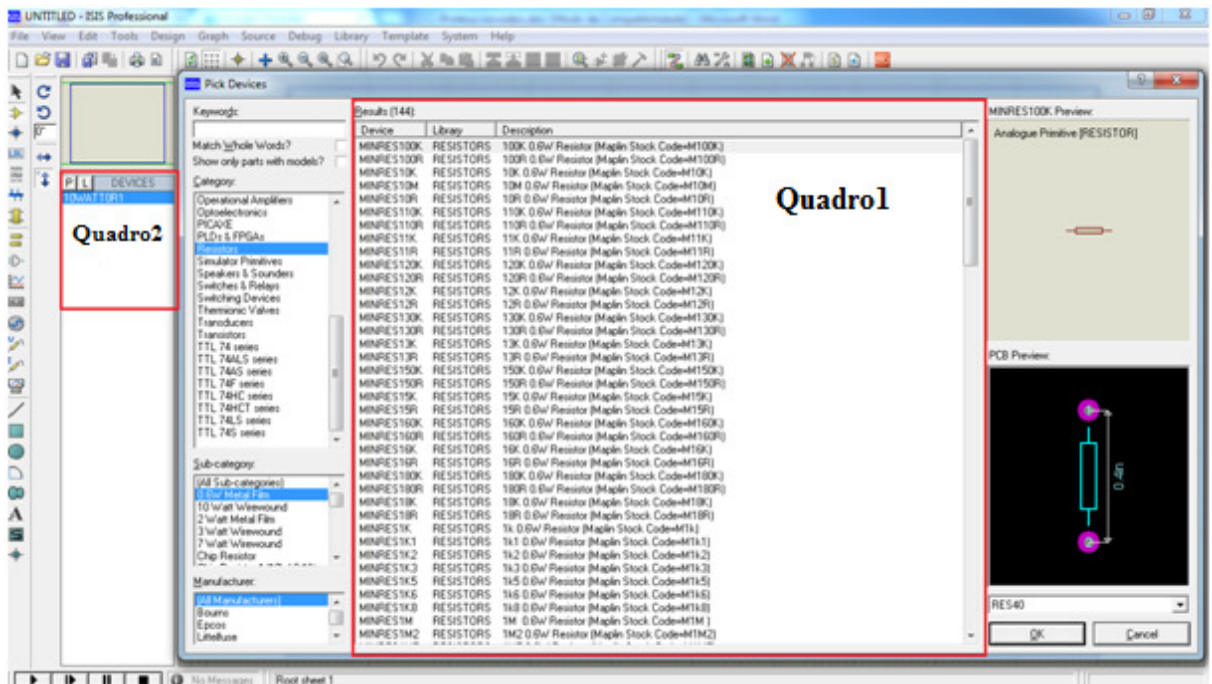 UNTITLED - ISIS Professional
File View Edit Tools Design Graph Source Debug Library Template System Help
Pick Devices
P L DEVICES
10WATT0R1
Quadro2
Keywords:
Match Whole Words?
Show only parts with models?
Category:
Operational Amplifiers
Optoelectronics
PICAXE
PLDs & FPGAs
Resistors
Simulator Primitives
Speakers & Sounders
Switches & Relays
Switching Devices
Thermionic Valves
Transducers
Transistors
TTL 74 series
TTL 74ALS series
TTL 74AS series
TTL 74F series
TTL 74HC series
TTL 74HCT series
TTL 74LS series
TTL 74S series
Sub-category:
(All Sub-categories)
0.6W Metal Film
10 Watt Wirewound
2 Watt Metal Film
3 Watt Wirewound
7 Watt Wirewound
Chip Resistor
Manufacturer:
(All Manufacturers)
Bourns
Epcos
Littelfuse
Results (144):
Device Library Description
MINRES100K RESISTORS 100K 0.6W Resistor (Maplin Stock Code=M100K)
MINRES100R RESISTORS 100R 0.6W Resistor (Maplin Stock Code=M100R)
MINRES10K RESISTORS 10K 0.6W Resistor (Maplin Stock Code=M10K)
MINRES10M RESISTORS 10M 0.6W Resistor (Maplin Stock Code=M10M)
MINRES10R RESISTORS 10R 0.6W Resistor (Maplin Stock Code=M10R)
MINRES110K RESISTORS 110K 0.6W Resistor (Maplin Stock Code=M110K)
MINRES110R RESISTORS 110R 0.6W Resistor (Maplin Stock Code=M110R)
MINRES11K RESISTORS 11K 0.6W Resistor (Maplin Stock Code=M11K)
MINRES11R RESISTORS 11R 0.6W Resistor (Maplin Stock Code=M11R)
MINRES120K RESISTORS 120K 0.6W Resistor (Maplin Stock Code=M120K)
MINRES120R RESISTORS 120R 0.6W Resistor (Maplin Stock Code=M120R)
MINRES12K RESISTORS 12K 0.6W Resistor (Maplin Stock Code=M12K)
MINRES12R RESISTORS 12R 0.6W Resistor (Maplin Stock Code=M12R)
MINRES130K RESISTORS 130K 0.6W Resistor (Maplin Stock Code=M130K)
MINRES130R RESISTORS 130R 0.6W Resistor (Maplin Stock Code=M130R)
MINRES13K RESISTORS 13K 0.6W Resistor (Maplin Stock Code=M13K)
MINRES13R RESISTORS 13R 0.6W Resistor (Maplin Stock Code=M13R)
MINRES150K RESISTORS 150K 0.6W Resistor (Maplin Stock Code=M150K)
MINRES150R RESISTORS 150R 0.6W Resistor (Maplin Stock Code=M150R)
MINRES15K RESISTORS 15K 0.6W Resistor (Maplin Stock Code=M15K)
MINRES15R RESISTORS 15R 0.6W Resistor (Maplin Stock Code=M15R)
MINRES160K RESISTORS 160K 0.6W Resistor (Maplin Stock Code=M160K)
MINRES160R RESISTORS 160R 0.6W Resistor (Maplin Stock Code=M160R)
MINRES16K RESISTORS 16K 0.6W Resistor (Maplin Stock Code=M16K)
MINRES16R RESISTORS 16R 0.6W Resistor (Maplin Stock Code=M16R)
MINRES180K RESISTORS 180K 0.6W Resistor (Maplin Stock Code=M180K)
MINRES180R RESISTORS 180R 0.6W Resistor (Maplin Stock Code=M180R)
MINRES18K RESISTORS 18K 0.6W Resistor (Maplin Stock Code=M18K)
MINRES18R RESISTORS 18R 0.6W Resistor (Maplin Stock Code=M18R)
MINRES1K RESISTORS 1k 0.6W Resistor (Maplin Stock Code=M1k)
MINRES1K1 RESISTORS 1k1 0.6W Resistor (Maplin Stock Code=M1k1)
MINRES1K2 RESISTORS 1k2 0.6W Resistor (Maplin Stock Code=M1k2)
MINRES1K3 RESISTORS 1k3 0.6W Resistor (Maplin Stock Code=M1k3)
MINRES1K5 RESISTORS 1k5 0.6W Resistor (Maplin Stock Code=M1k5)
MINRES1K6 RESISTORS 1k6 0.6W Resistor (Maplin Stock Code=M1k6)
MINRES1K8 RESISTORS 1k8 0.6W Resistor (Maplin Stock Code=M1k8)
MINRES1M RESISTORS 1M 0.6W Resistor (Maplin Stock Code=M1M )
MINRES1M2 RESISTORS 1M2 0.6W Resistor (Maplin Stock Code=M1M2)
Quadro1
MINRES100K Preview:
Analogue Primitive [RESISTOR]
PCB Preview:
1
0.4in
2
RES40
OK Cancel
No Messages Root sheet 1